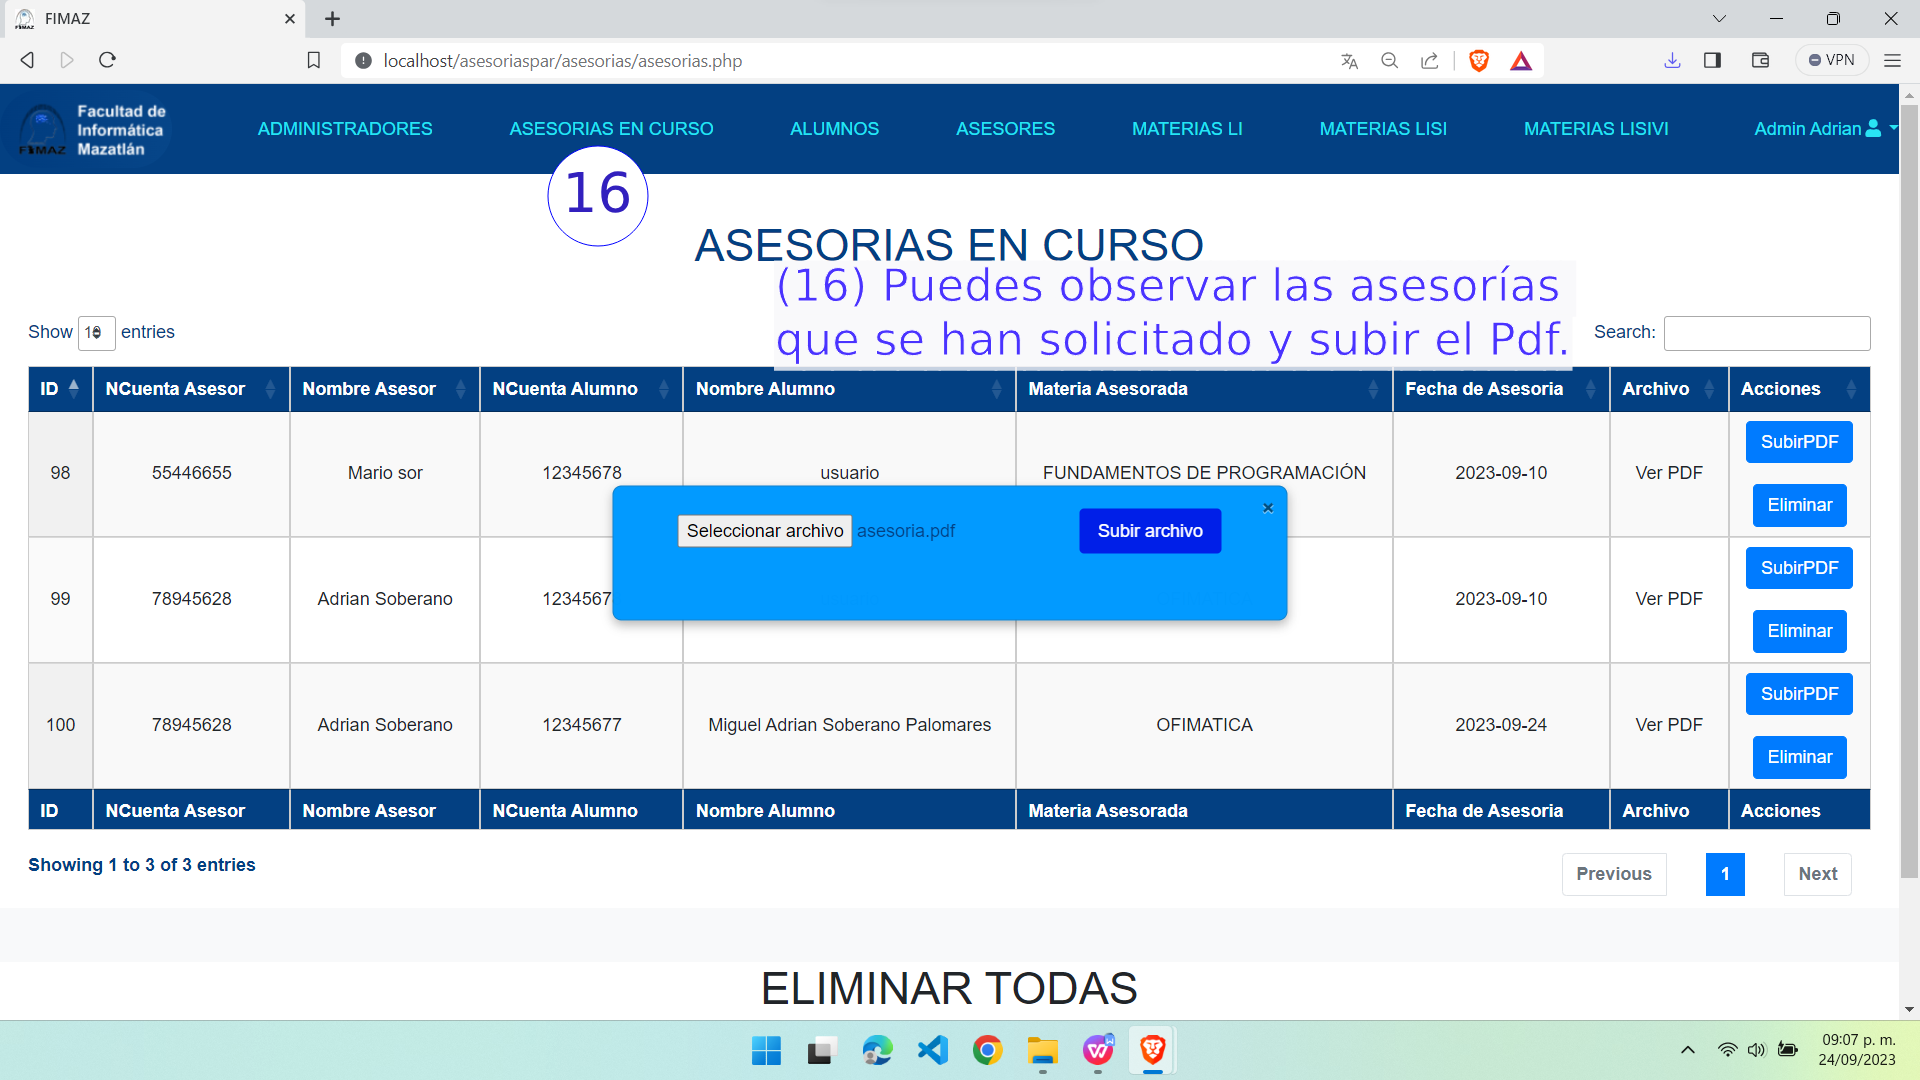 FIMAZ
localhost/asesoriaspar/asesorias/asesorias.php
VPN
FIMAZ
Facultad de
Informática
Mazatlán
ADMINISTRADORES ASESORIAS EN CURSO ALUMNOS ASESORES MATERIAS LI MATERIAS LISI MATERIAS LISIVI Admin Adrian
16
ASESORIAS EN CURSO
(16) Puedes observar las asesorías
que se han solicitado y subir el Pdf.
Show 10 entries
Search:
ID NCuenta Asesor Nombre Asesor NCuenta Alumno Nombre Alumno Materia Asesorada Fecha de Asesoria Archivo Acciones
98 55446655 Mario sor 12345678 usuario FUNDAMENTOS DE PROGRAMACIÓN 2023-09-10 Ver PDF SubirPDF
Eliminar
Seleccionar archivo asesoria.pdf Subir archivo ×
99 78945628 Adrian Soberano 1234567 2023-09-10 Ver PDF SubirPDF
Eliminar
100 78945628 Adrian Soberano 12345677 Miguel Adrian Soberano Palomares OFIMATICA 2023-09-24 Ver PDF SubirPDF
Eliminar
ID NCuenta Asesor Nombre Asesor NCuenta Alumno Nombre Alumno Materia Asesorada Fecha de Asesoria Archivo Acciones
Showing 1 to 3 of 3 entries
Previous 1 Next
ELIMINAR TODAS
09:07 p. m.
24/09/2023